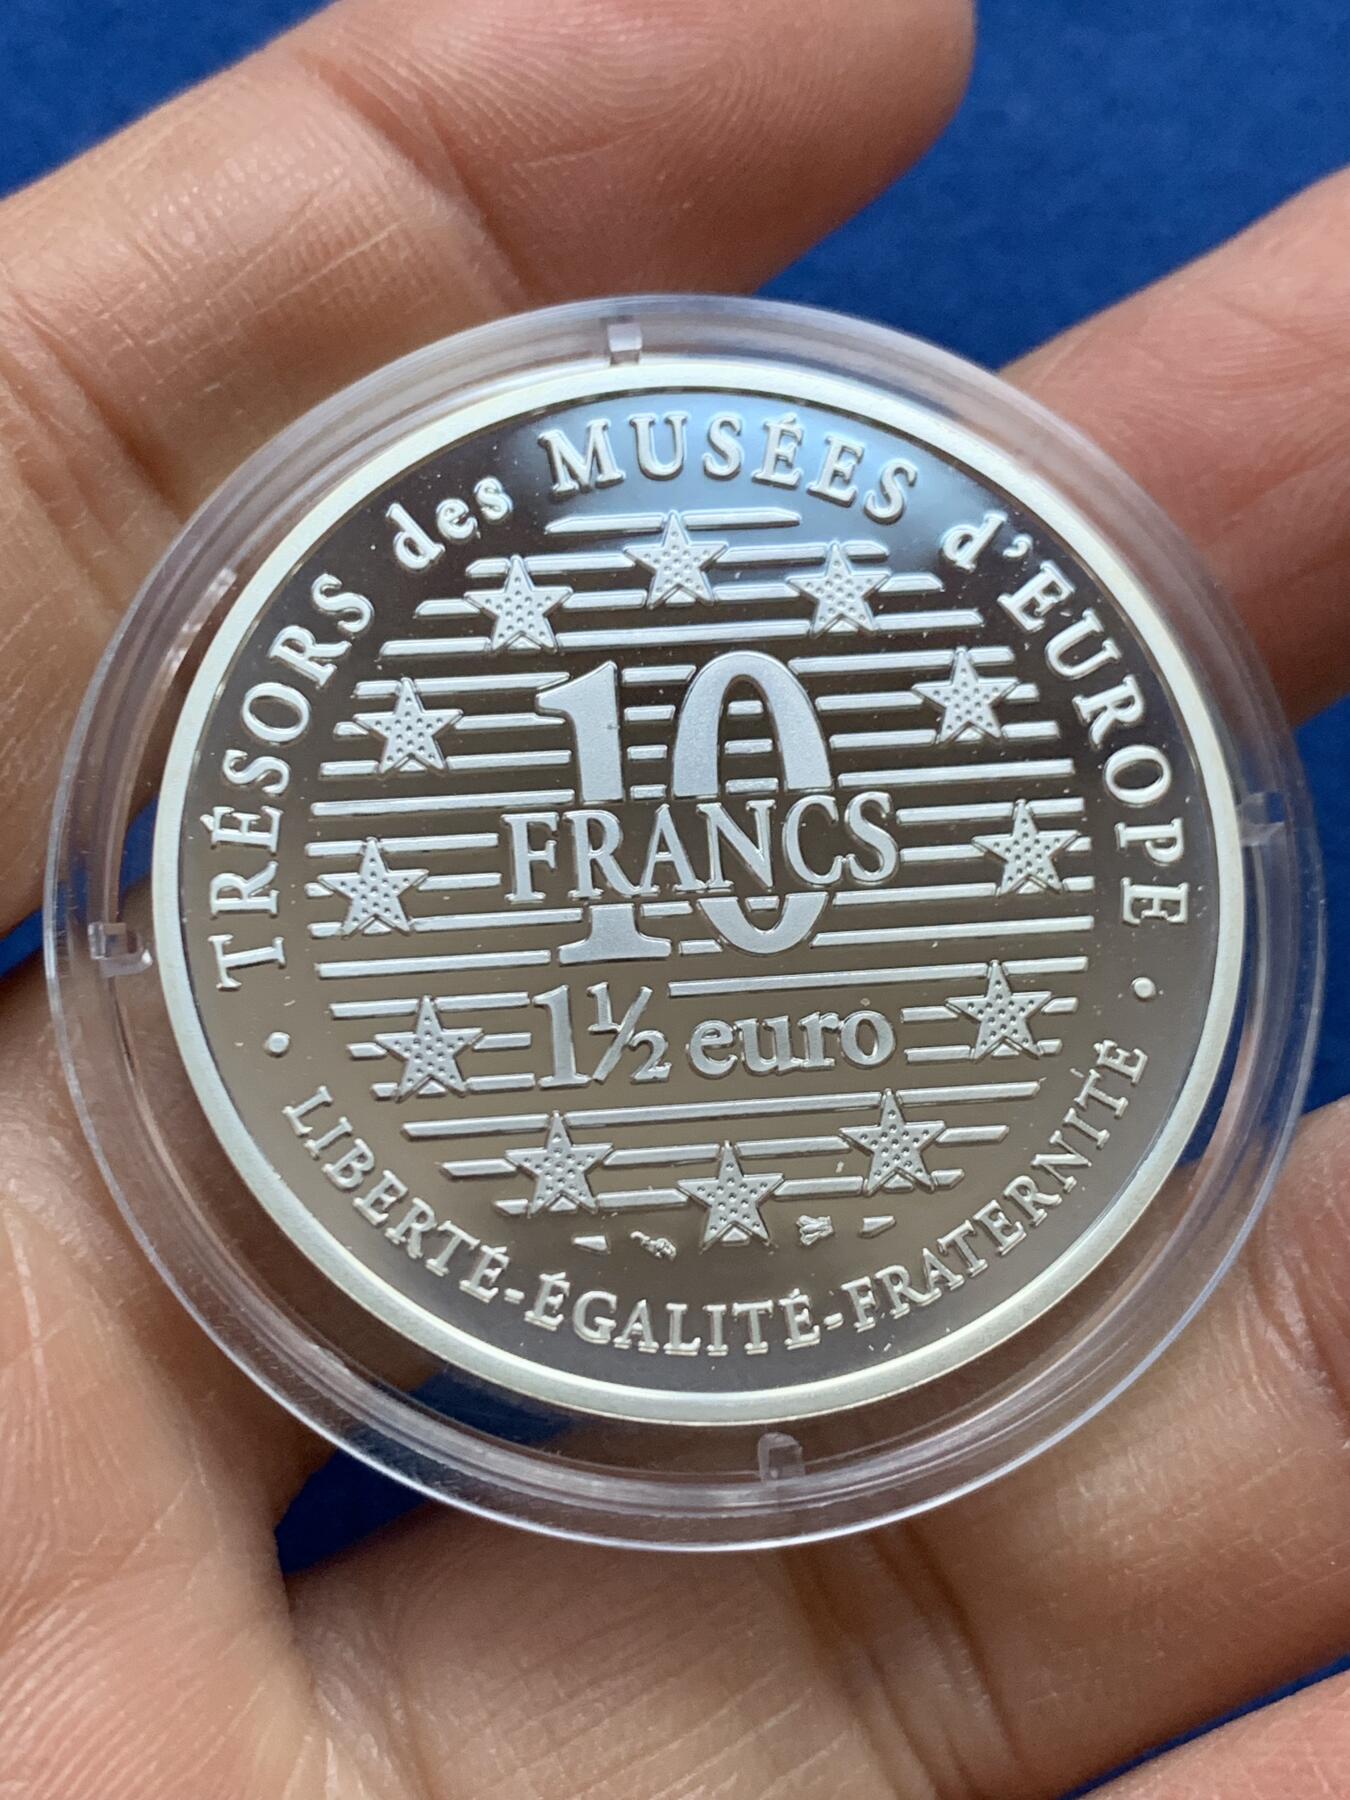 TRÉSORS des MUSÉES d'EUROPE
10
FRANCS
1½ euro
LIBERTÉ-ÉGALITÉ-FRATERNITÉ